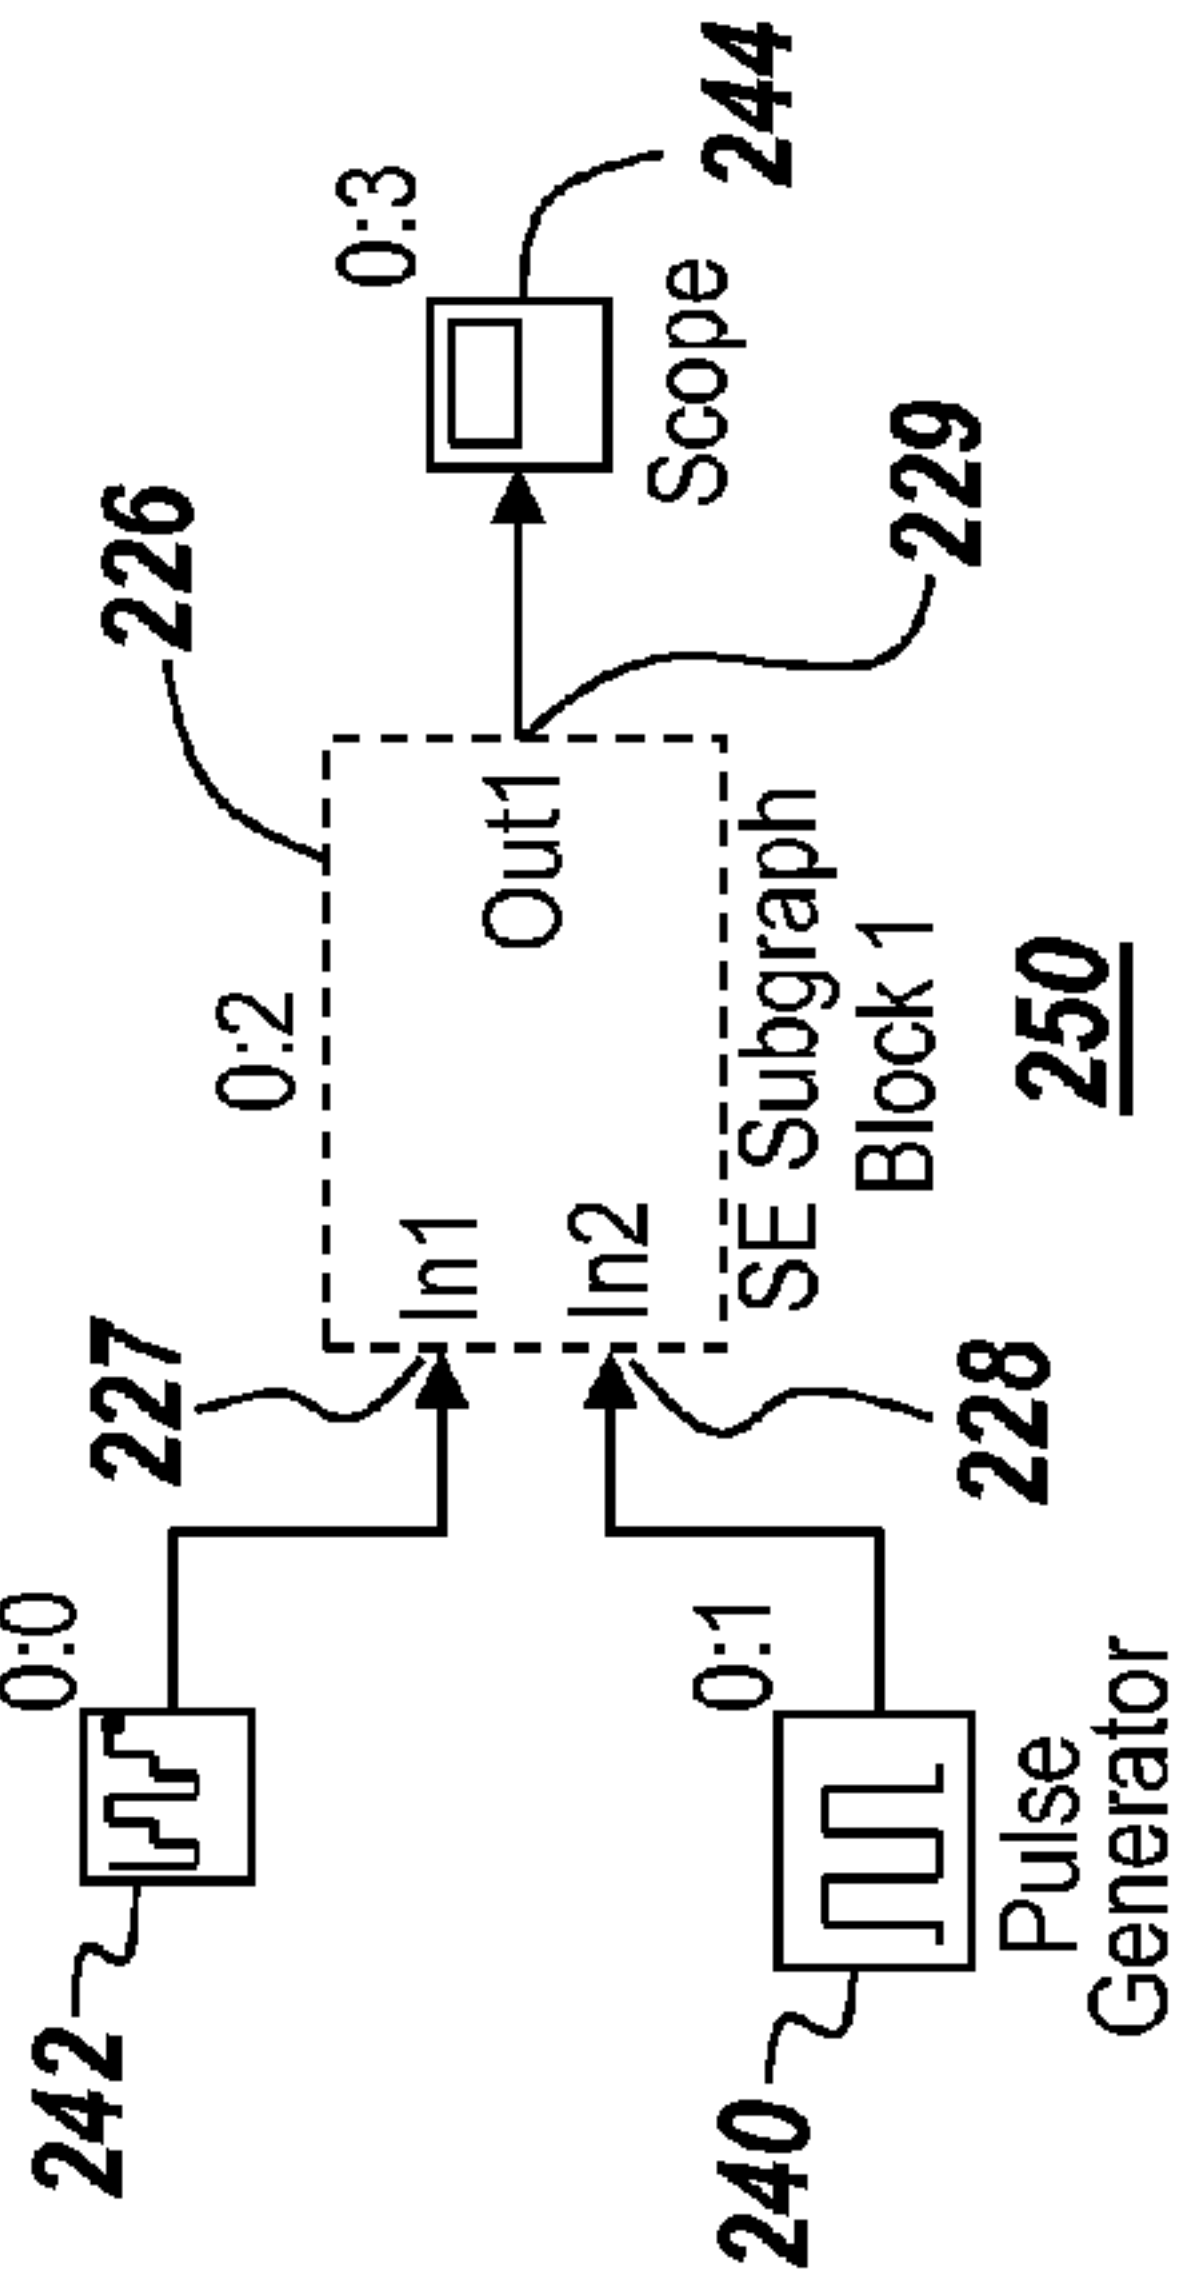 242
0:0
227
0:2
226
0:3
244
In1
In2
Out1
Scope
SE Subgraph
Block 1
229
240
0:1
228
Pulse
Generator
250